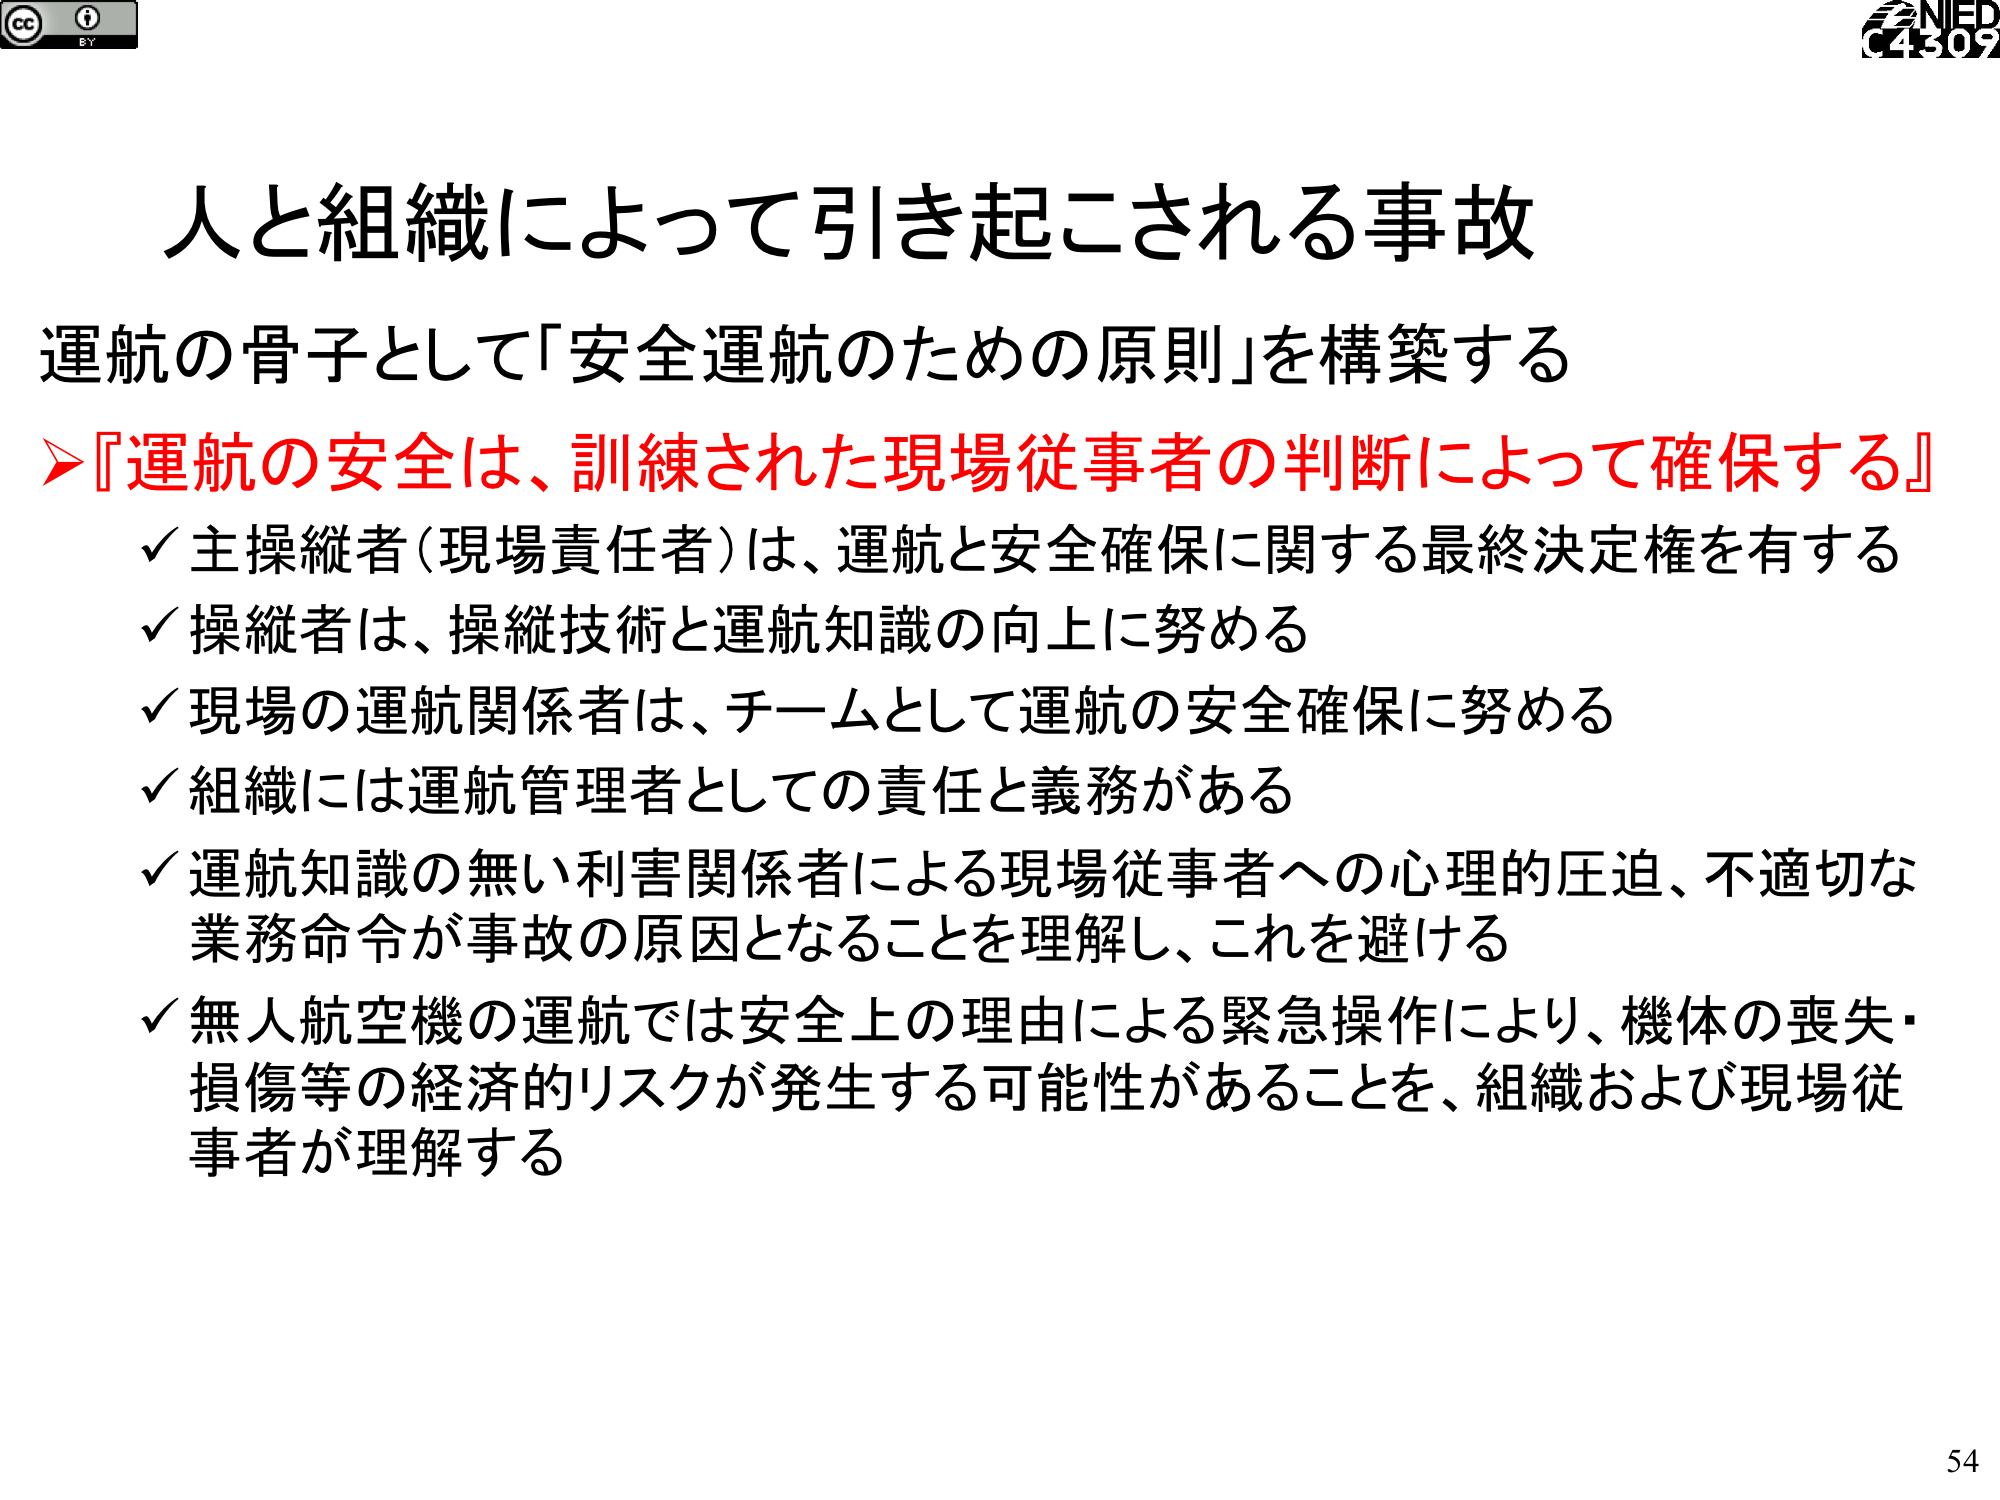 cc
BY
NIED
C4309
人と組織によって引き起こされる事故
運航の骨子として「安全運航のための原則」を構築する
➢『運航の安全は、訓練された現場従事者の判断によって確保する』
✓主操縦者（現場責任者）は、運航と安全確保に関する最終決定権を有する
✓操縦者は、操縦技術と運航知識の向上に努める
✓現場の運航関係者は、チームとして運航の安全確保に努める
✓組織には運航管理者としての責任と義務がある
✓運航知識の無い利害関係者による現場従事者への心理的圧迫、不適切な
業務命令が事故の原因となることを理解し、これを避ける
✓無人航空機の運航では安全上の理由による緊急操作により、機体の喪失・
損傷等の経済的リスクが発生する可能性があることを、組織および現場従
事者が理解する
54